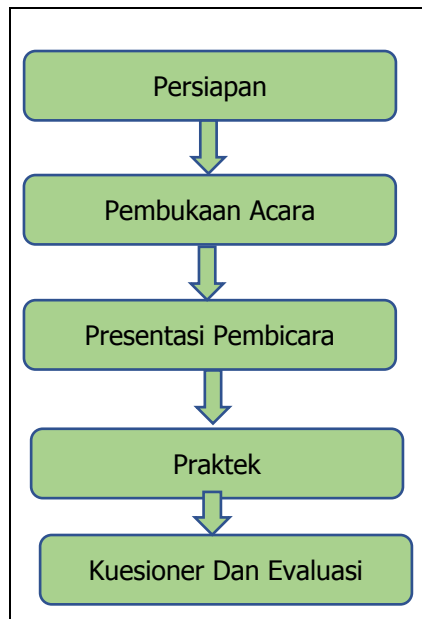 Persiapan
Pembukaan Acara
Presentasi Pembicara
Praktek
Kuesioner Dan Evaluasi